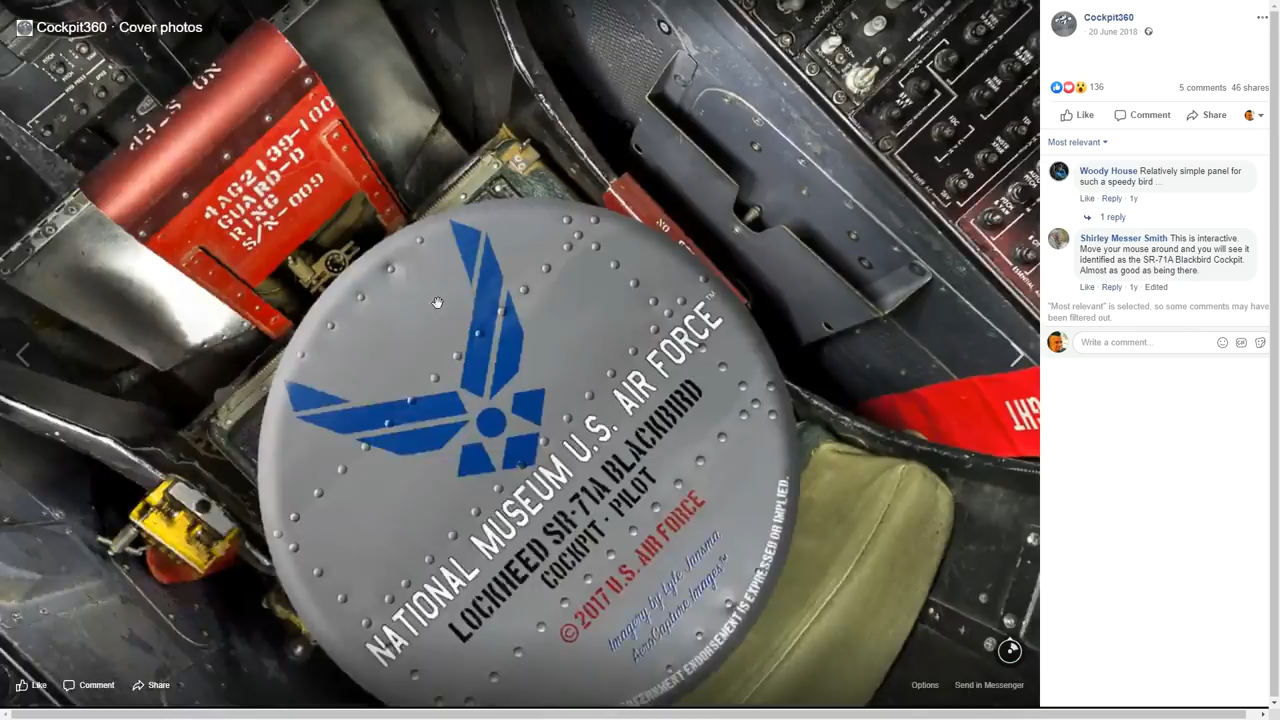 Cockpit360 · Cover photos
ON
4AG2139-100
GUARD-D
RING
S/N-009
NO
NATIONAL MUSEUM U.S. AIR FORCE™
LOCKHEED SR-71A BLACKBIRD
COCKPIT - PILOT
© 2017 U.S. AIR FORCE
Imagery by Lyle Jansma
AeroCapture Images™
GOVERNMENT ENDORSEMENT IS EXPRESSED OR IMPLIED.
Like Comment Share
Options Send in Messenger
Cockpit360
· 20 June 2018 ·
136
5 comments 46 shares
Like Comment Share
Most relevant
Woody House Relatively simple panel for
such a speedy bird ...
Like · Reply · 1y
1 reply
Shirley Messer Smith This is interactive.
Move your mouse around and you will see it
identified as the SR-71A Blackbird Cockpit.
Almost as good as being there.
Like · Reply · 1y · Edited
"Most relevant" is selected, so some comments may have
been filtered out.
Write a comment...
GIF